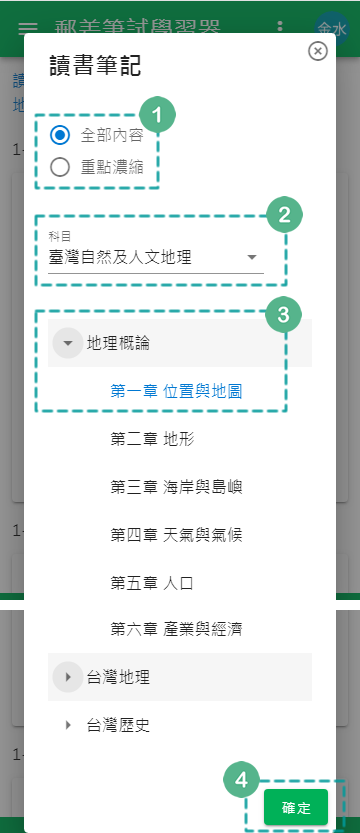 郵差筆試學習器
金水
讀書筆記
讀
地
1
全部內容
重點濃縮
1-
2
科目
臺灣自然及人文地理
3
地理概論
第一章 位置與地圖
第二章 地形
第三章 海岸與島嶼
第四章 天氣與氣候
1-
第五章 人口
第六章 產業與經濟
台灣地理
台灣歷史
1-
4
確定